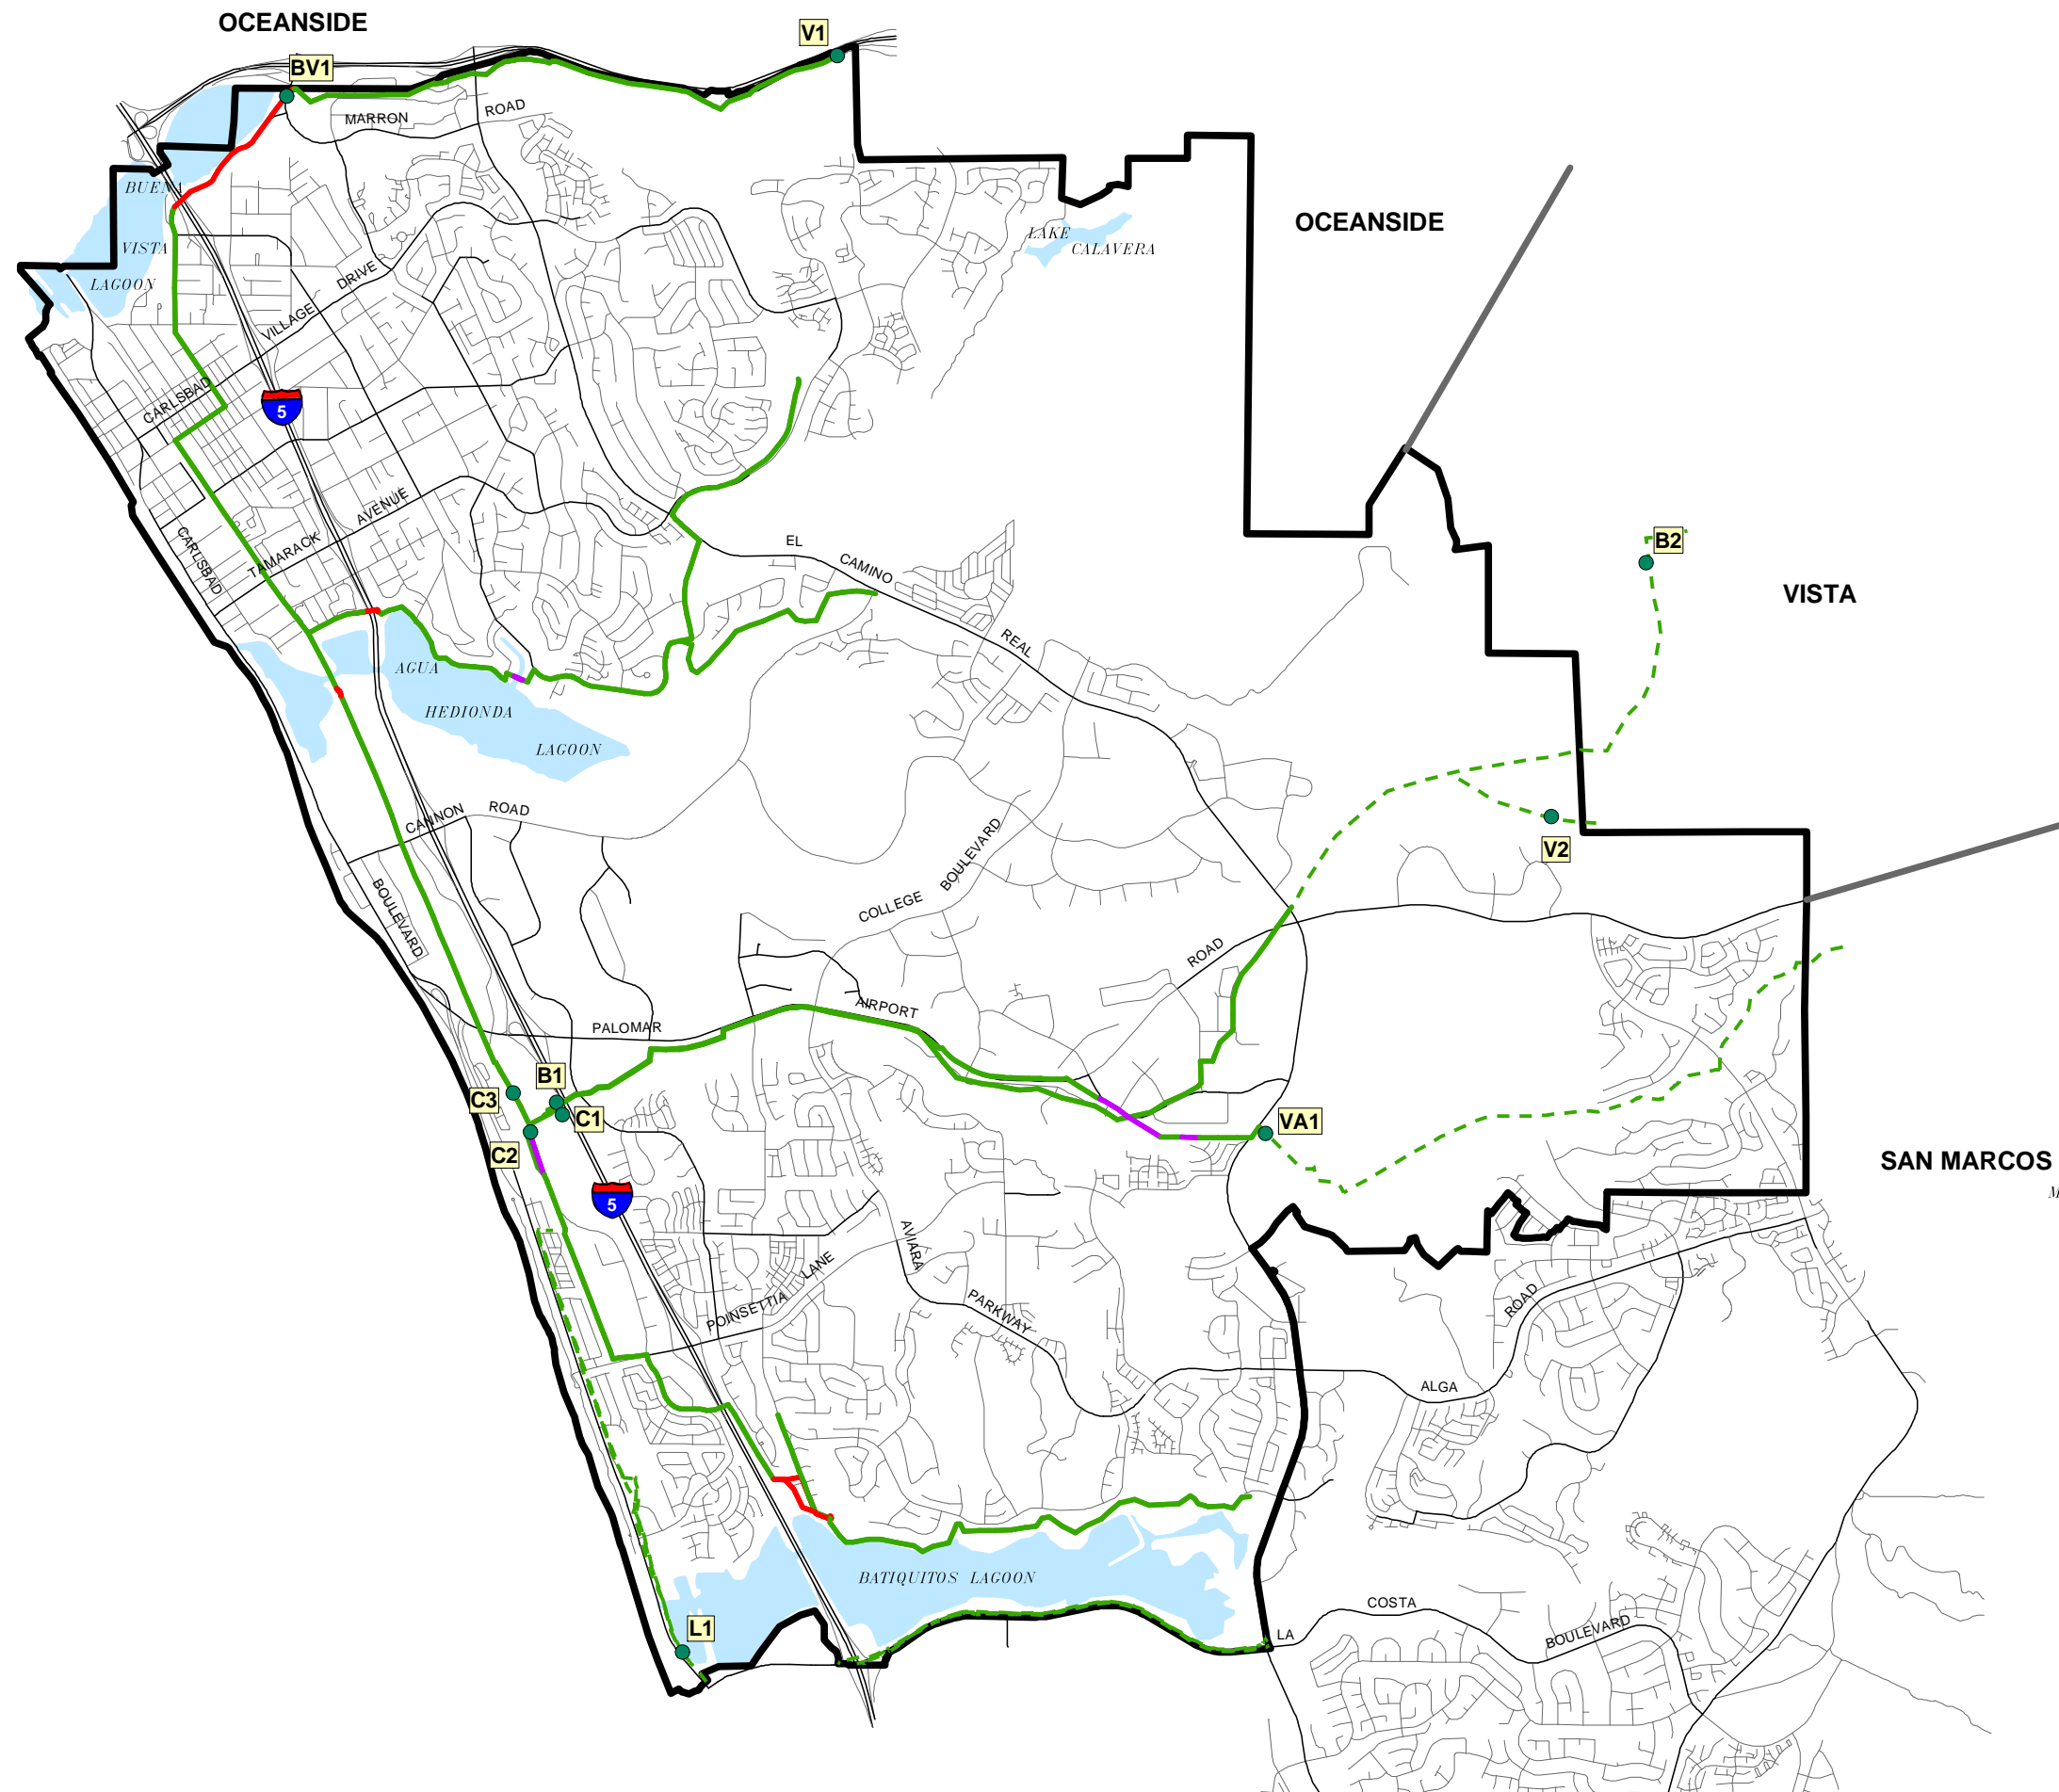 OCEANSIDE
V1
BV1
MARRON
ROAD
BUENA
VISTA
LAGOON
LAKE
CALAVERA
OCEANSIDE
DRIVE
VILLAGE
CARLSBAD
5
AVENUE
TAMARACK
CARLSBAD
EL
CAMINO
REAL
B2
VISTA
AGUA
HEDIONDA
LAGOON
CANNON
ROAD
BOULEVARD
COLLEGE
BOULEVARD
V2
ROAD
AIRPORT
PALOMAR
B1
C3
C1
C2
VA1
SAN MARCOS
M
5
AVIARA
PARKWAY
LANE
POINSETTIA
ROAD
ALGA
BATIQUITOS LAGOON
L1
LA
COSTA
BOULEVARD